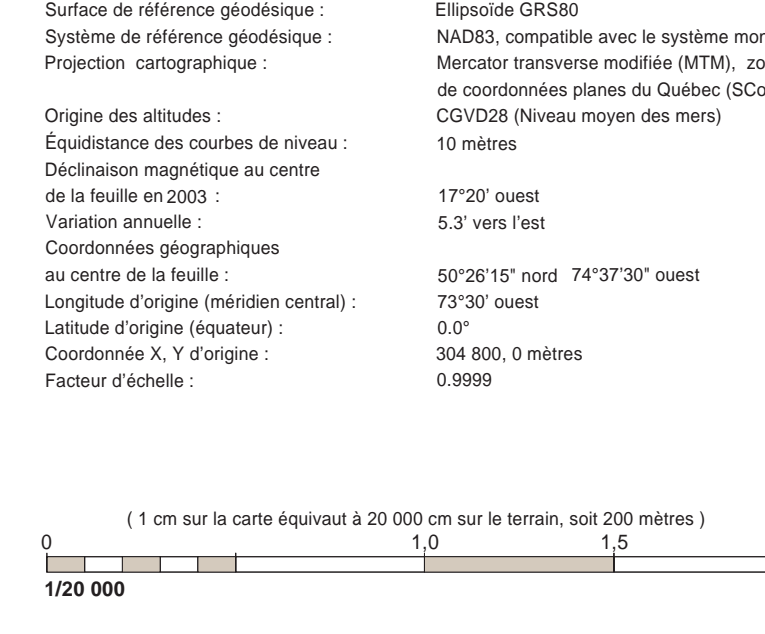 Surface de référence géodésique : Ellipsoïde GRS80
Système de référence géodésique : NAD83, compatible avec le système
Projection cartographique : Mercator transverse modifiée (MTM),
de coordonnées planes du Québec
Origine des altitudes : CGVD28 (Niveau moyen des mers)
Équidistance des courbes de niveau : 10 mètres
Déclinaison magnétique au centre
de la feuille en 2003 : 17°20’ ouest
Variation annuelle : 5.3’ vers l’est
Coordonnées géographiques
au centre de la feuille : 50°26’15" nord 74°37’30" ouest
Longitude d’origine (méridien central) : 73°30’ ouest
Latitude d’origine (équateur) : 0.0°
Coordonnée X, Y d’origine : 304 800, 0 mètres
Facteur d’échelle : 0.9999
( 1 cm sur la carte équivaut à 20 000 cm sur le terrain, soit 200 mètres )
0 1,0 1,5
1/20 000